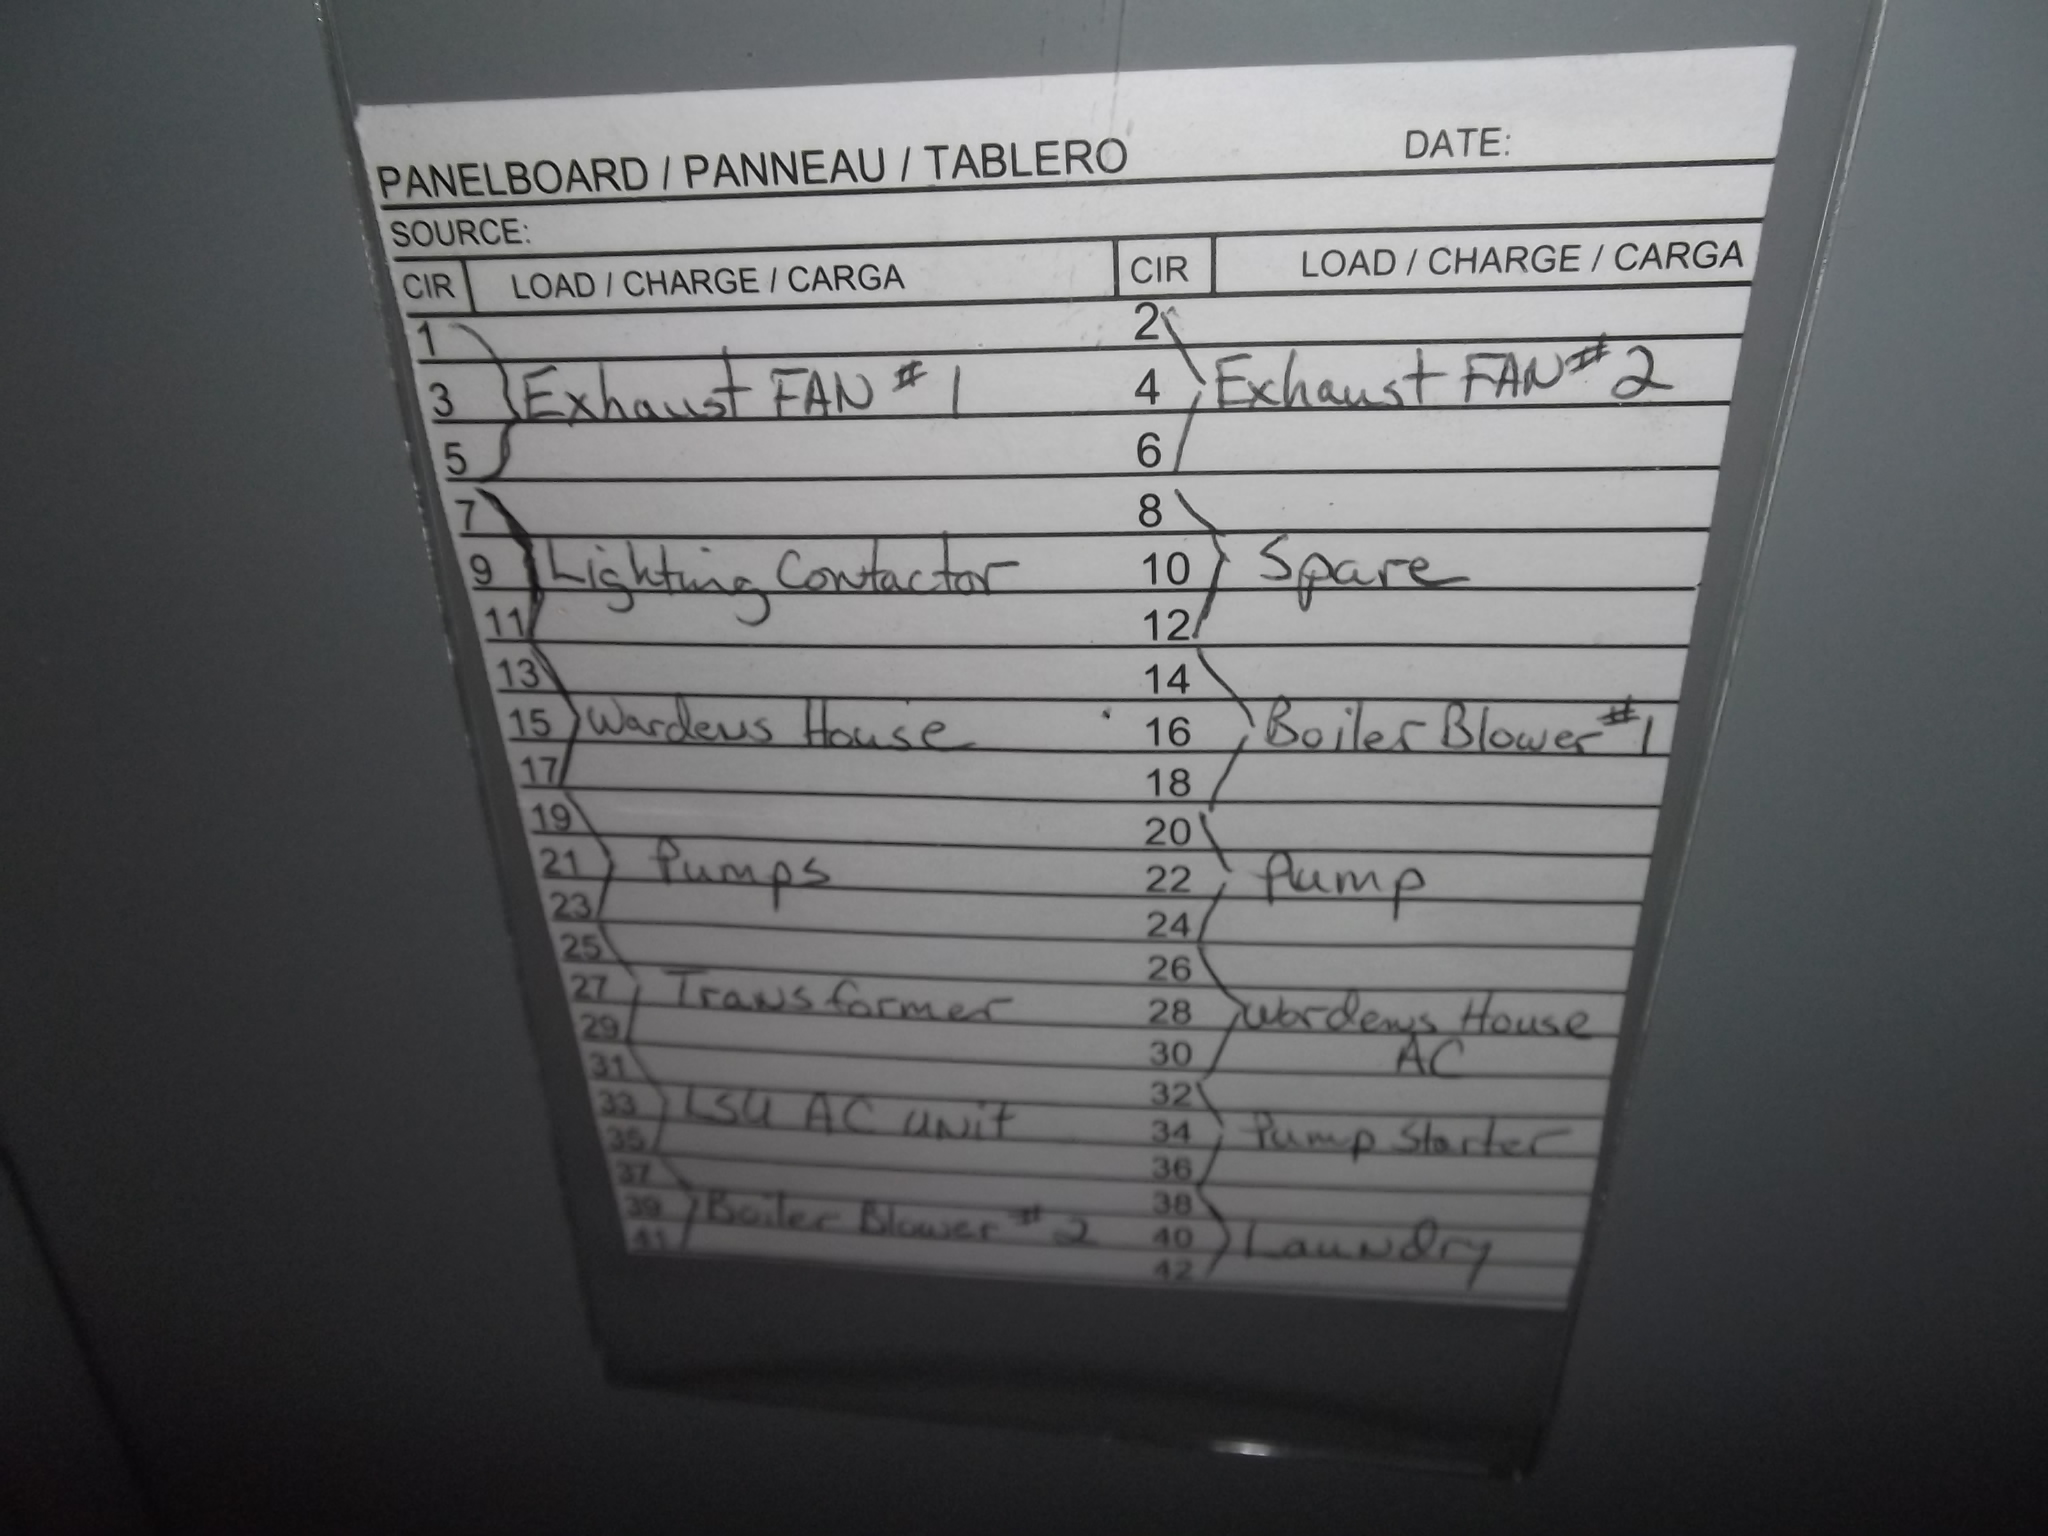 PANELBOARD / PANNEAU / TABLERO DATE:
SOURCE:
CIR LOAD / CHARGE / CARGA CIR LOAD / CHARGE / CARGA
1 2
3 Exhaust FAN # 1 4 Exhaust FAN # 2
5 6
7 8
9 Lighting Contactor 10 Spare
11 12
13 14
15 Wardens House 16 Boiler Blower # 1
17 18
19 20
21 Pumps 22 Pump
23 24
25 26
27 Transformer 28 Wardens House
29 30 AC
31 32
33 LSU AC unit 34 Pump Starter
35 36
37 38
39 Boiler Blower # 2 40 Laundry
41 42